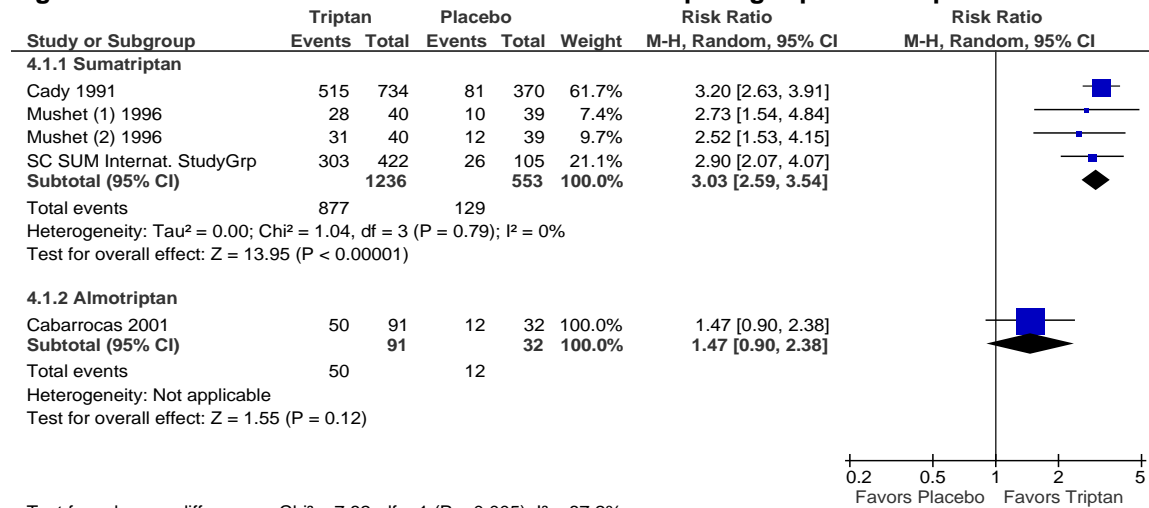 Triptan Placebo Risk Ratio Risk Ratio
Study or Subgroup Events Total Events Total Weight M-H, Random, 95% CI M-H, Random, 95% CI
4.1.1 Sumatriptan
Cady 1991 515 734 81 370 61.7% 3.20 [2.63, 3.91]
Mushet (1) 1996 28 40 10 39 7.4% 2.73 [1.54, 4.84]
Mushet (2) 1996 31 40 12 39 9.7% 2.52 [1.53, 4.15]
SC SUM Internat. StudyGrp 303 422 26 105 21.1% 2.90 [2.07, 4.07]
Subtotal (95% CI) 1236 553 100.0% 3.03 [2.59, 3.54]
Total events 877 129
Heterogeneity: Tau² = 0.00; Chi² = 1.04, df = 3 (P = 0.79); I² = 0%
Test for overall effect: Z = 13.95 (P < 0.00001)
4.1.2 Almotriptan
Cabarrocas 2001 50 91 12 32 100.0% 1.47 [0.90, 2.38]
Subtotal (95% CI) 91 32 100.0% 1.47 [0.90, 2.38]
Total events 50 12
Heterogeneity: Not applicable
Test for overall effect: Z = 1.55 (P = 0.12)
0.2 0.5 1 2 5
Favors Placebo Favors Triptan